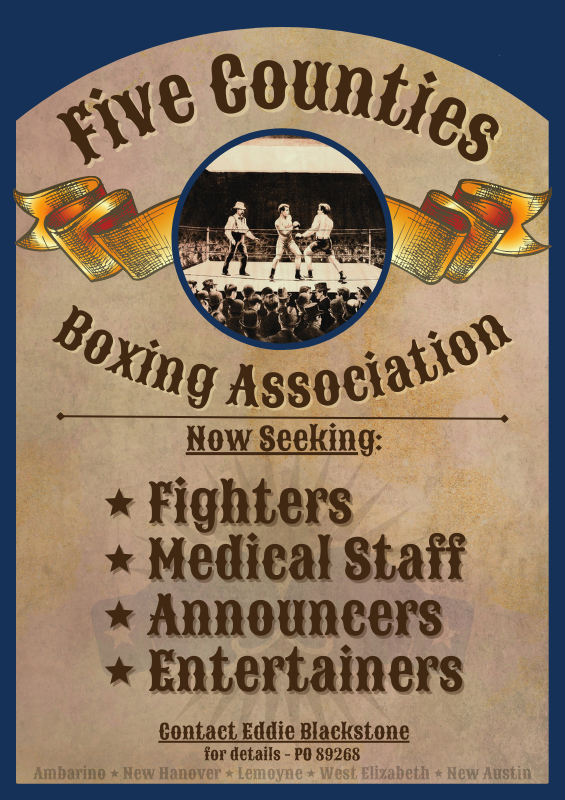 Five Counties
Boxing Association
Now Seeking:
★ Fighters
★ Medical Staff
★ Announcers
★ Entertainers
Contact Eddie Blackstone
for details - PO 89268
Ambarino ★ New Hanover ★ Lemoyne ★ West Elizabeth ★ New Austin